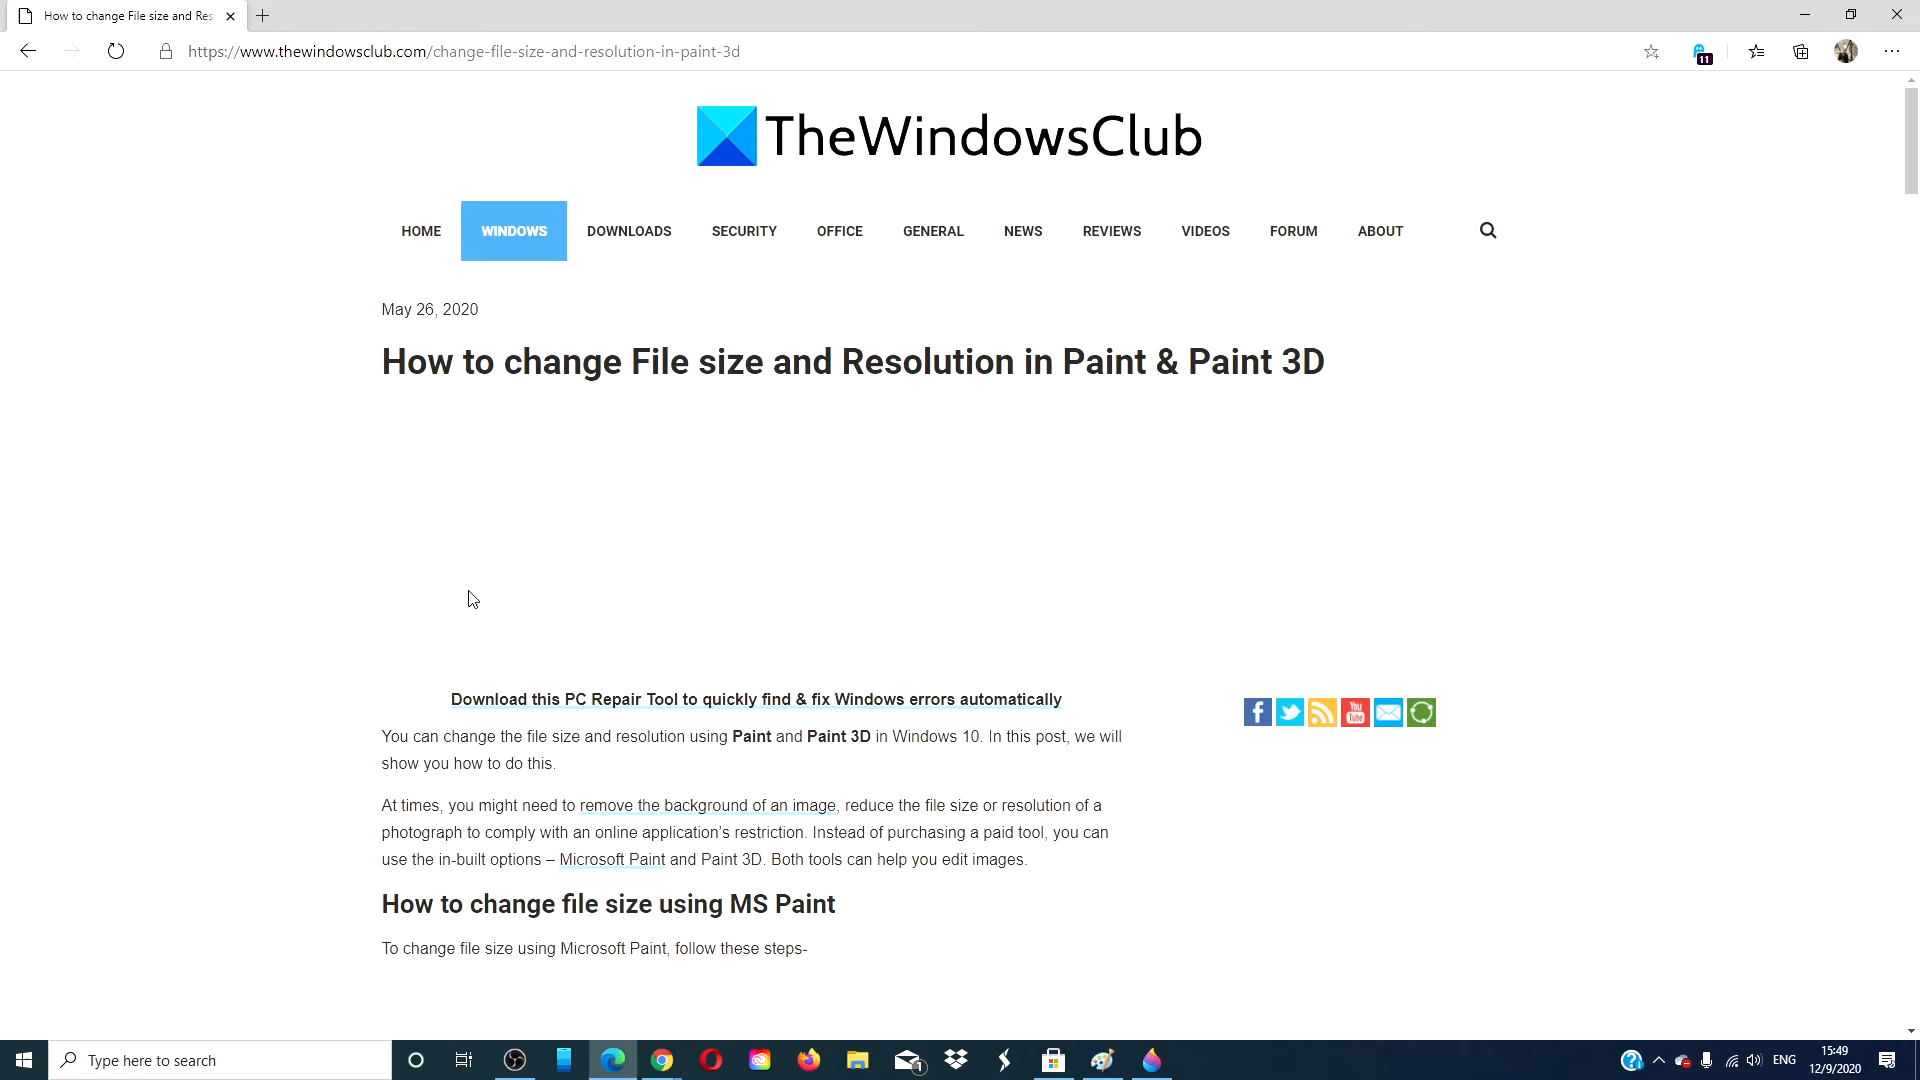 How to change File size and Res
https://www.thewindowsclub.com/change-file-size-and-resolution-in-paint-3d
11
TheWindowsClub
HOME WINDOWS DOWNLOADS SECURITY OFFICE GENERAL NEWS REVIEWS VIDEOS FORUM ABOUT
May 26, 2020
How to change File size and Resolution in Paint & Paint 3D
Download this PC Repair Tool to quickly find & fix Windows errors automatically
You Tube
You can change the file size and resolution using Paint and Paint 3D in Windows 10. In this post, we will
show you how to do this.
At times, you might need to remove the background of an image, reduce the file size or resolution of a
photograph to comply with an online application’s restriction. Instead of purchasing a paid tool, you can
use the in-built options – Microsoft Paint and Paint 3D. Both tools can help you edit images.
How to change file size using MS Paint
To change file size using Microsoft Paint, follow these steps-
Type here to search
1
ENG
15:49
12/9/2020